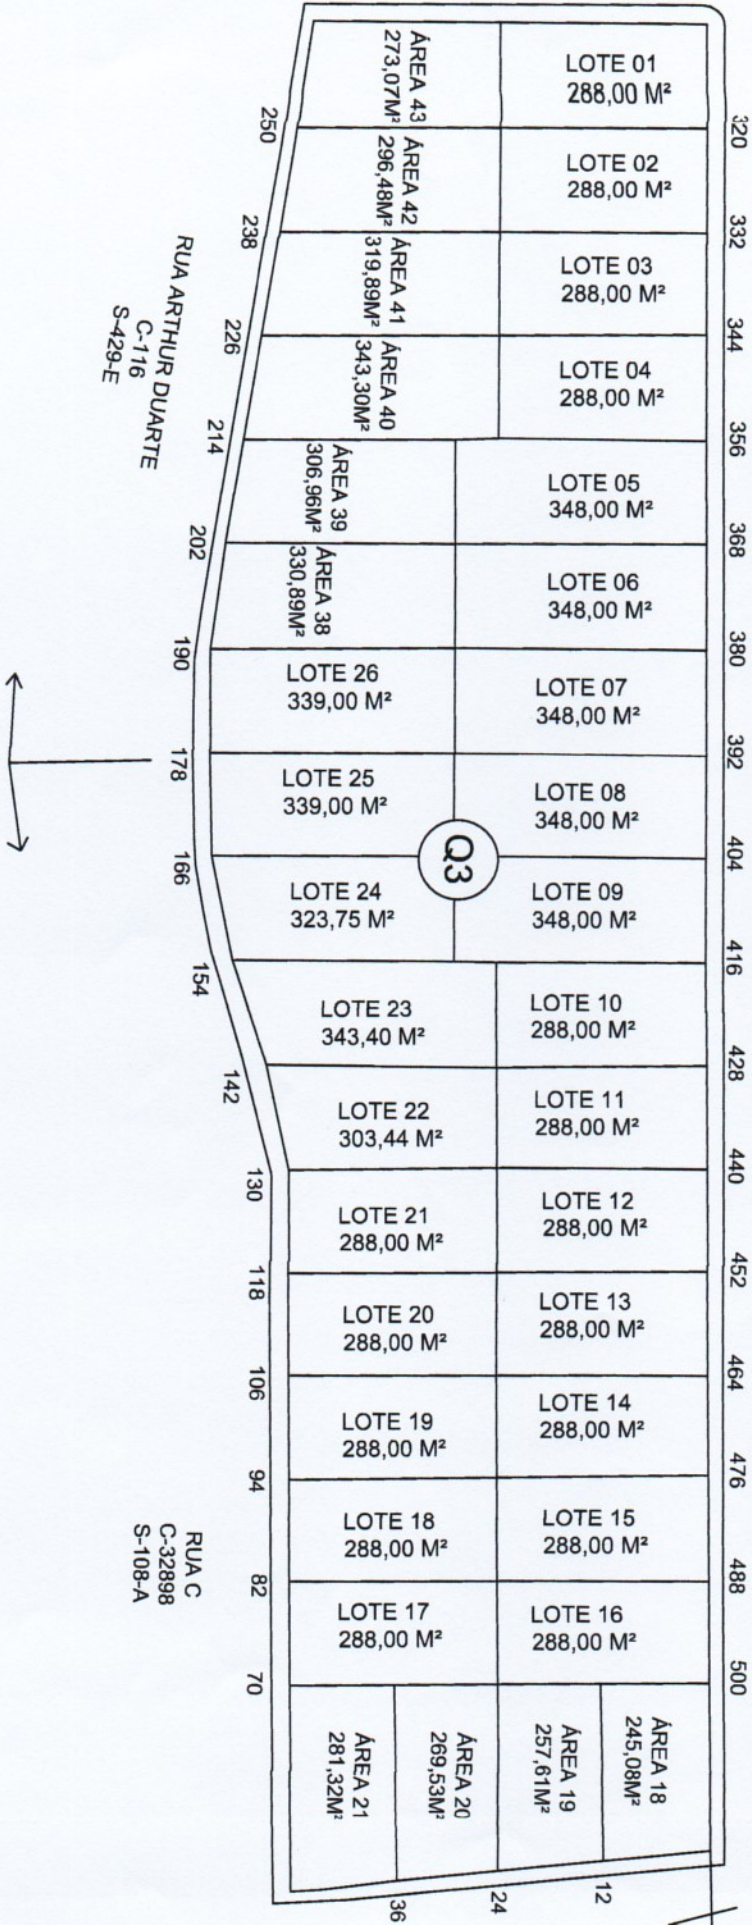 320
LOTE 01
288,00 M²
ÁREA 43
273,07M²
250
332
LOTE 02
288,00 M²
ÁREA 42
296,48M²
238
344
LOTE 03
288,00 M²
ÁREA 41
319,89M²
226
356
LOTE 04
288,00 M²
ÁREA 40
343,30M²
214
RUA ARTHUR DUARTE
C-116
S-429-E
368
LOTE 05
348,00 M²
ÁREA 39
306,96M²
202
380
LOTE 06
348,00 M²
ÁREA 38
330,89M²
190
392
LOTE 07
348,00 M²
LOTE 26
339,00 M²
178
404
LOTE 08
348,00 M²
LOTE 25
339,00 M²
166
Q3
416
LOTE 09
348,00 M²
LOTE 24
323,75 M²
154
428
LOTE 10
288,00 M²
LOTE 23
343,40 M²
142
440
LOTE 11
288,00 M²
LOTE 22
303,44 M²
130
452
LOTE 12
288,00 M²
LOTE 21
288,00 M²
118
464
LOTE 13
288,00 M²
LOTE 20
288,00 M²
106
476
LOTE 14
288,00 M²
LOTE 19
288,00 M²
94
488
LOTE 15
288,00 M²
LOTE 18
288,00 M²
82
RUA C
C-32898
S-108-A
500
LOTE 16
288,00 M²
LOTE 17
288,00 M²
70
ÁREA 18
245,08M²
ÁREA 19
257,61M²
ÁREA 20
269,53M²
ÁREA 21
281,32M²
12
24
36